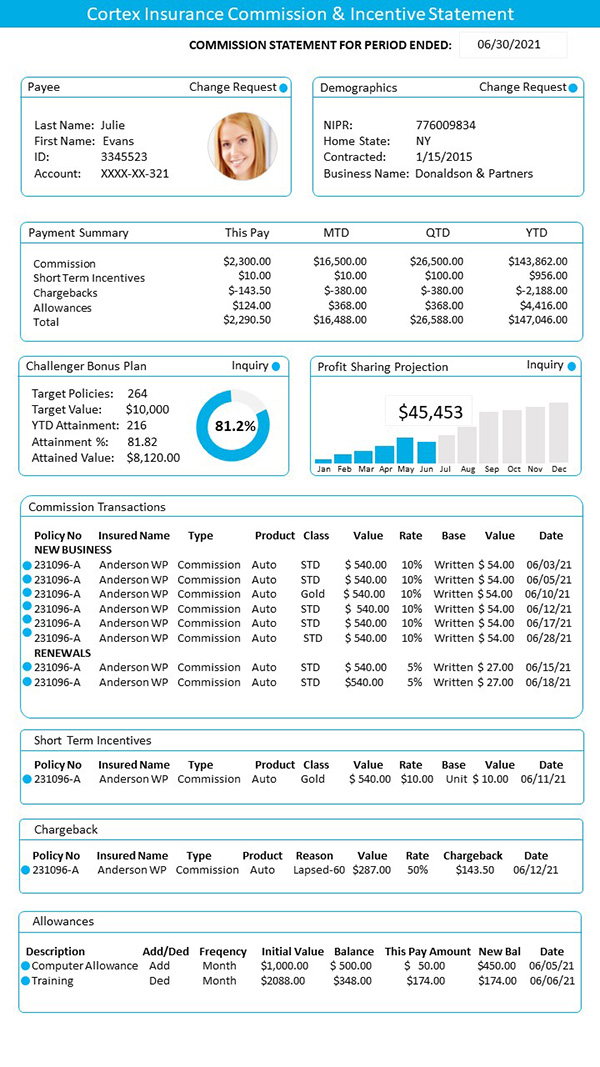 Cortex Insurance Commission & Incentive Statement
COMMISSION STATEMENT FOR PERIOD ENDED: 06/30/2021
Payee Change Request
Last Name: Julie
First Name: Evans
ID: 3345523
Account: XXXX-XX-321
Demographics Change Request
NIPR: 776009834
Home State: NY
Contracted: 1/15/2015
Business Name: Donaldson & Partners
Payment Summary This Pay MTD QTD YTD
Commission $2,300.00 $16,500.00 $26,500.00 $143,862.00
Short Term Incentives $10.00 $10.00 $100.00 $956.00
Chargebacks $-143.50 $-380.00 $-380.00 $-2,188.00
Allowances $124.00 $368.00 $368.00 $4,416.00
Total $2,290.50 $16,488.00 $26,588.00 $147,046.00
Challenger Bonus Plan Inquiry
Target Policies: 264
Target Value: $10,000
YTD Attainment: 216
Attainment %: 81.82
Attained Value: $8,120.00
81.2%
Profit Sharing Projection Inquiry
$45,453
Jan Feb Mar Apr May Jun Jul Aug Sep Oct Nov Dec
Commission Transactions
Policy No Insured Name Type Product Class Value Rate Base Value Date
NEW BUSINESS
231096-A Anderson WP Commission Auto STD $ 540.00 10% Written $ 54.00 06/03/21
231096-A Anderson WP Commission Auto STD $ 540.00 10% Written $ 54.00 06/05/21
231096-A Anderson WP Commission Auto Gold $ 540.00 10% Written $ 54.00 06/10/21
231096-A Anderson WP Commission Auto STD $ 540.00 10% Written $ 54.00 06/12/21
231096-A Anderson WP Commission Auto STD $ 540.00 10% Written $ 54.00 06/17/21
231096-A Anderson WP Commission Auto STD $ 540.00 10% Written $ 54.00 06/28/21
RENEWALS
231096-A Anderson WP Commission Auto STD $ 540.00 5% Written $ 27.00 06/15/21
231096-A Anderson WP Commission Auto STD $540.00 5% Written $ 27.00 06/18/21
Short Term Incentives
Policy No Insured Name Type Product Class Value Rate Base Value Date
231096-A Anderson WP Commission Auto Gold $ 540.00 $10.00 Unit $ 10.00 06/11/21
Chargeback
Policy No Insured Name Type Product Reason Value Rate Chargeback Date
231096-A Anderson WP Commission Auto Lapsed-60 $287.00 50% $143.50 06/12/21
Allowances
Description Add/Ded Freqency Initial Value Balance This Pay Amount New Bal Date
Computer Allowance Add Month $1,000.00 $ 500.00 $ 50.00 $450.00 06/05/21
Training Ded Month $2088.00 $348.00 $174.00 $174.00 06/06/21